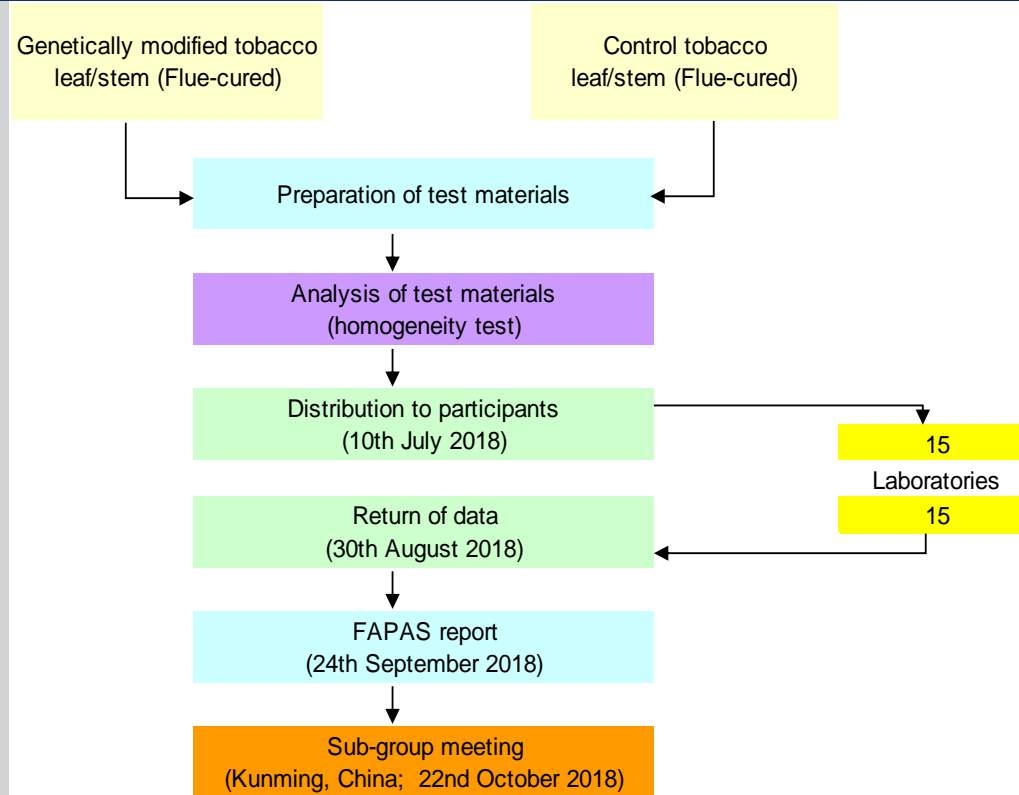 Genetically modified tobacco
leaf/stem (Flue-cured)
Control tobacco
leaf/stem (Flue-cured)
Preparation of test materials
Analysis of test materials
(homogeneity test)
Distribution to participants
(10th July 2018)
15
Laboratories
15
Return of data
(30th August 2018)
FAPAS report
(24th September 2018)
Sub-group meeting
(Kunming, China; 22nd October 2018)